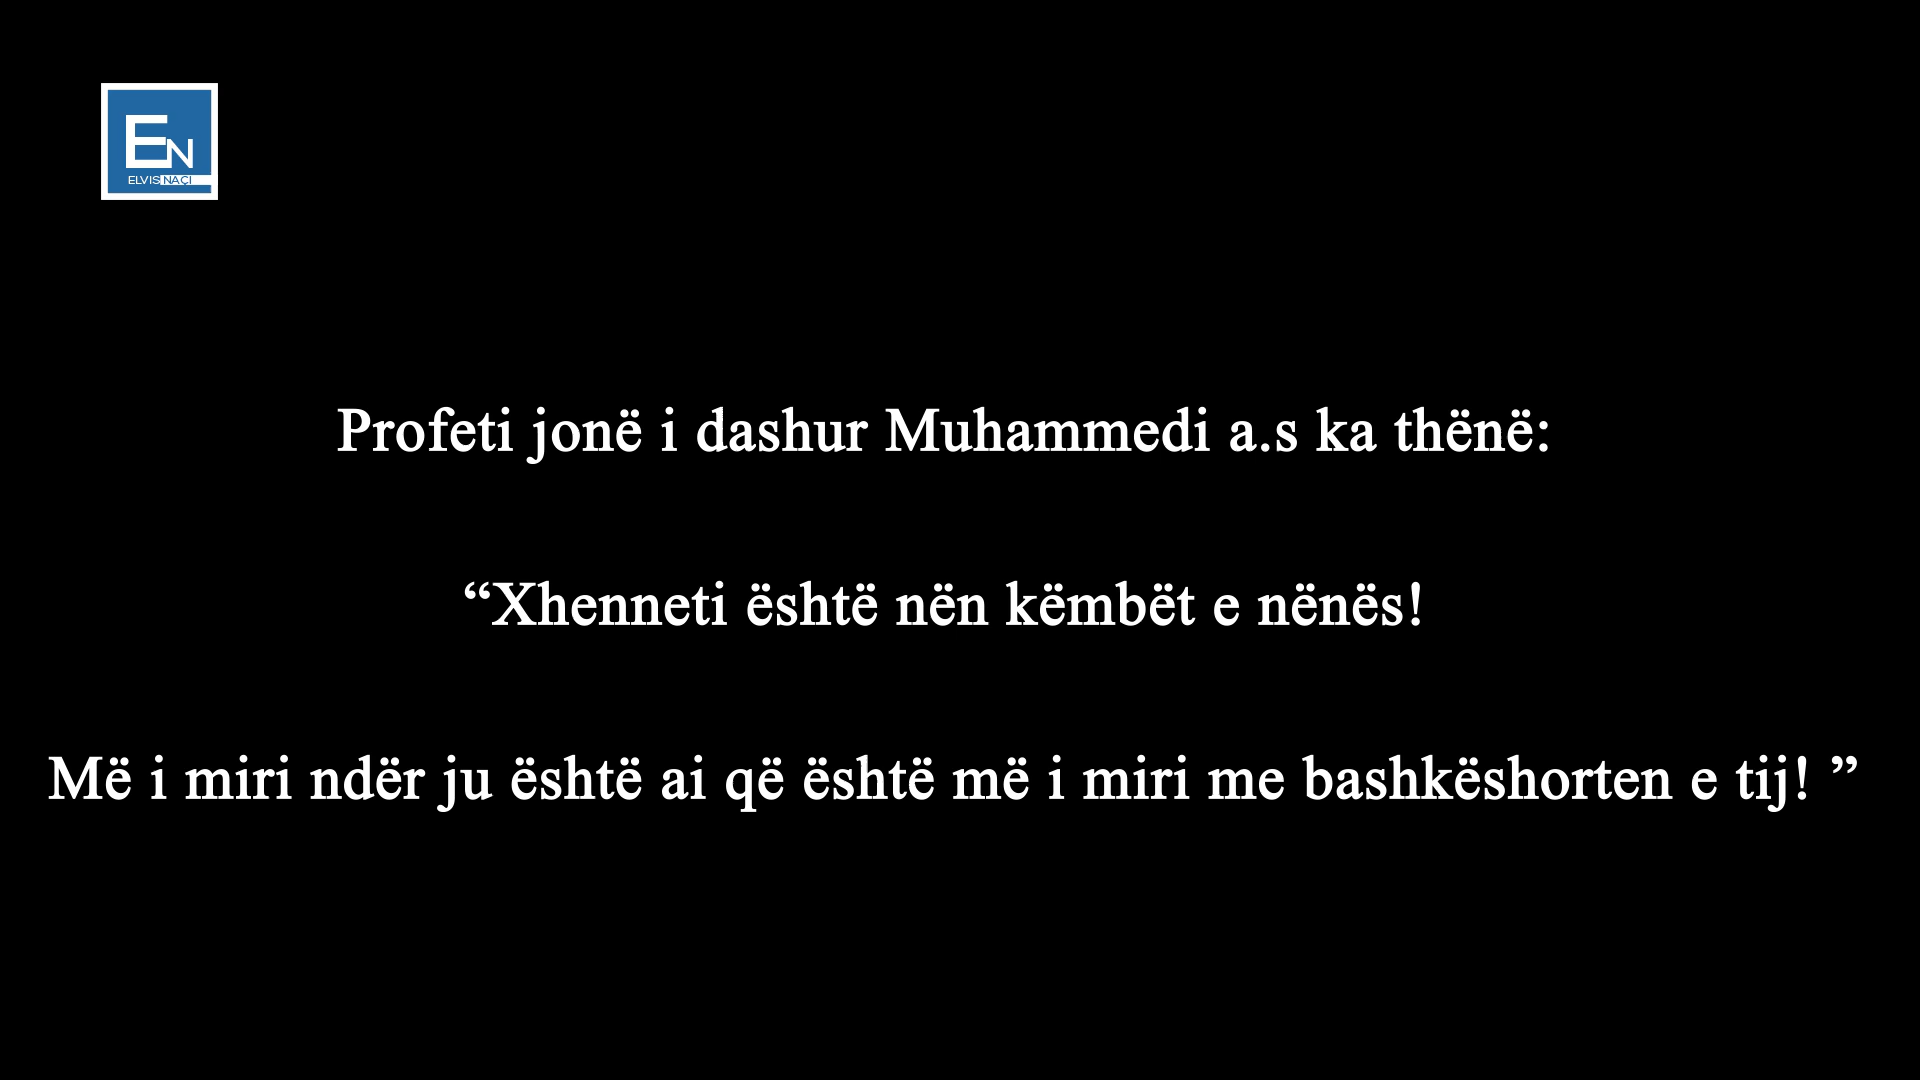 EN
ELVIS NAÇI
Profeti jonë i dashur Muhammedi a.s ka thënë:
“Xhenneti është nën këmbët e nënës!
Më i miri ndër ju është ai që është më i miri me bashkëshorten e tij! ”